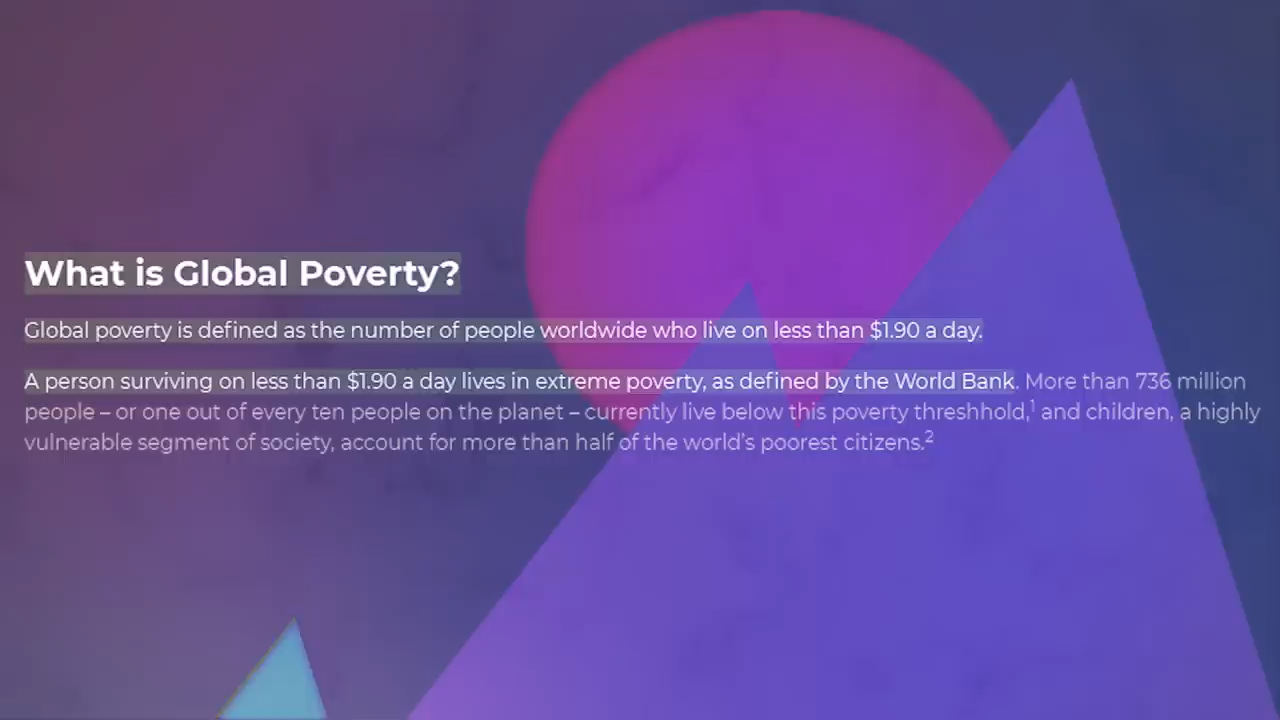 What is Global Poverty?
Global poverty is defined as the number of people worldwide who live on less than $1.90 a day.
A person surviving on less than $1.90 a day lives in extreme poverty, as defined by the World Bank. More than 736 million
people – or one out of every ten people on the planet – currently live below this poverty threshhold,¹ and children, a highly
vulnerable segment of society, account for more than half of the world’s poorest citizens.²